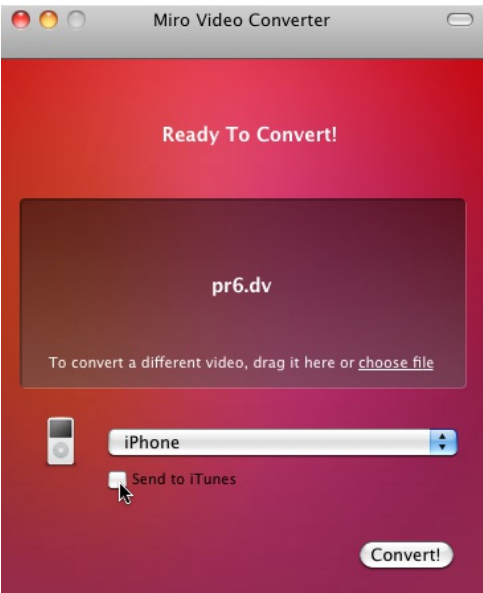 Miro Video Converter
Ready To Convert!
pr6.dv
To convert a different video, drag it here or choose file
iPhone
Send to iTunes
Convert!